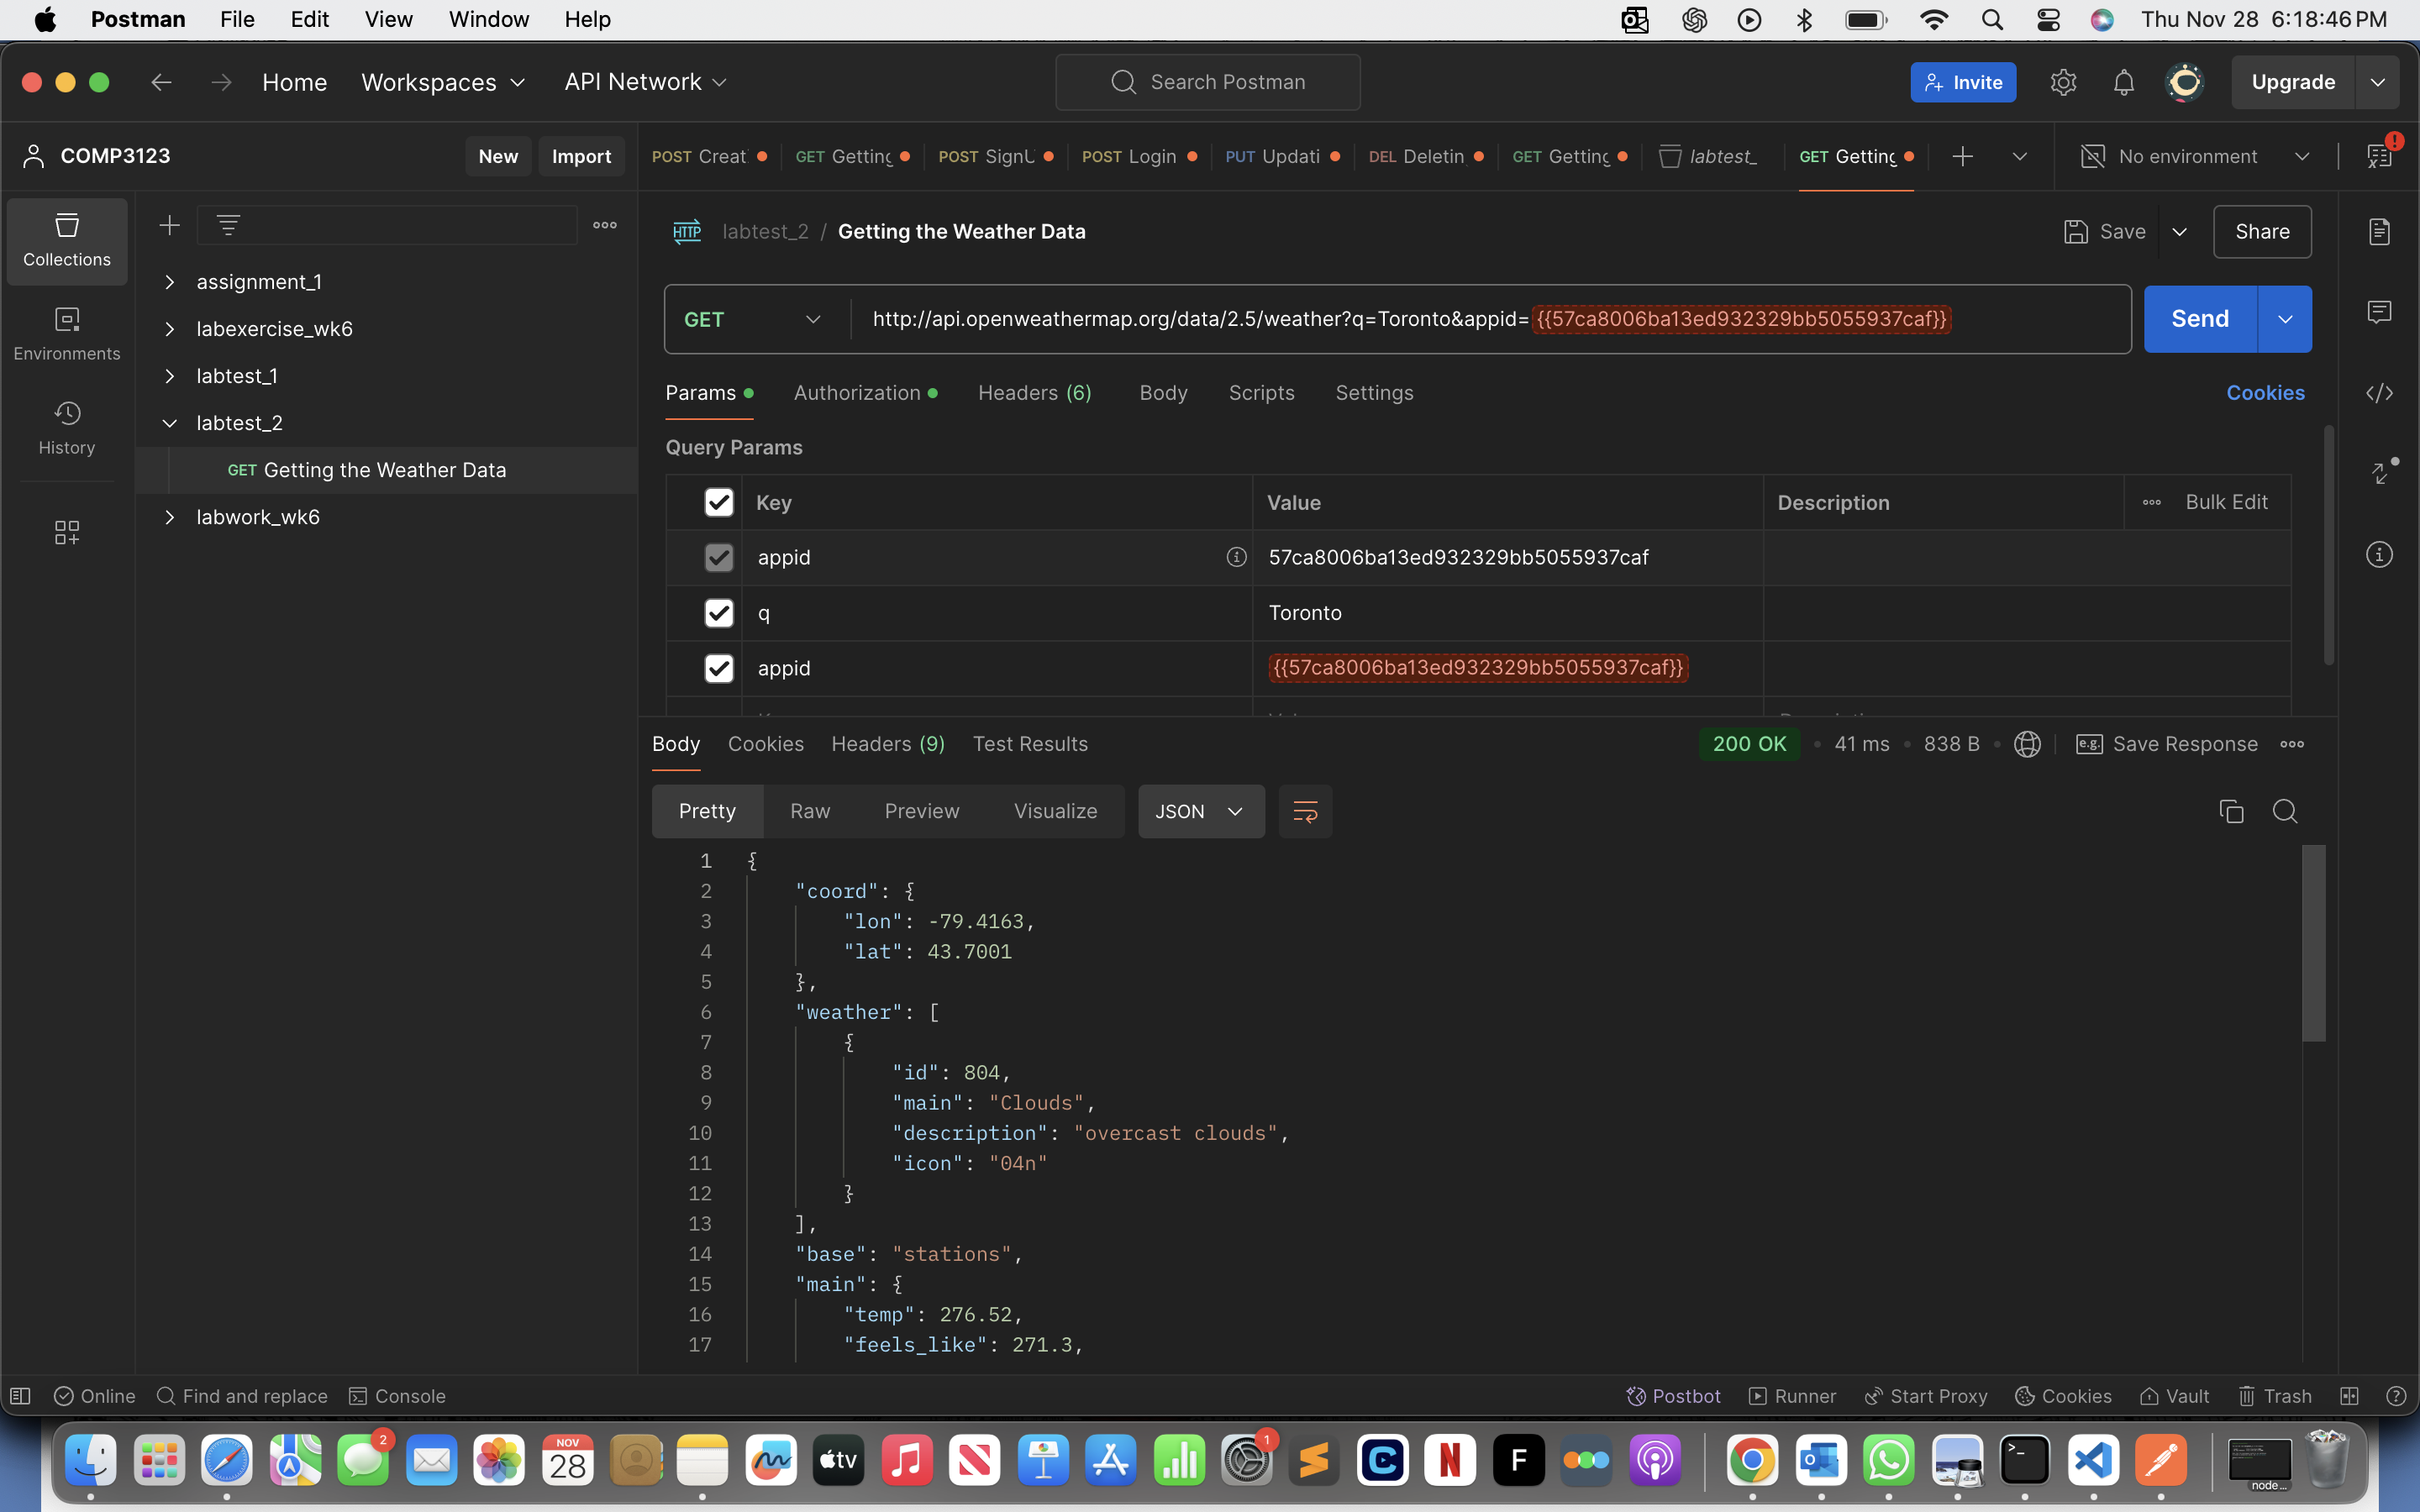 Postman File Edit View Window Help Thu Nov 28 6:18:46 PM
Home Workspaces API Network Search Postman Invite Upgrade
COMP3123 New Import POST Creat GET Getting POST SignU POST Login PUT Updati DEL Deletin GET Getting labtest_ GET Getting No environment
HTTP labtest_2 / Getting the Weather Data Save Share
Collections
assignment_1
labexercise_wk6
labtest_1
labtest_2
GET Getting the Weather Data
labwork_wk6
Environments
History
GET http://api.openweathermap.org/data/2.5/weather?q=Toronto&appid={{57ca8006ba13ed932329bb5055937caf}} Send
Params Authorization Headers (6) Body Scripts Settings Cookies
Query Params
Key Value Description Bulk Edit
appid 57ca8006ba13ed932329bb5055937caf
q Toronto
appid {{57ca8006ba13ed932329bb5055937caf}}
Body Cookies Headers (9) Test Results 200 OK 41 ms 838 B e.g. Save Response
Pretty Raw Preview Visualize JSON
1 {
2 "coord": {
3 "lon": -79.4163,
4 "lat": 43.7001
5 },
6 "weather": [
7 {
8 "id": 804,
9 "main": "Clouds",
10 "description": "overcast clouds",
11 "icon": "04n"
12 }
13 ],
14 "base": "stations",
15 "main": {
16 "temp": 276.52,
17 "feels_like": 271.3,
Online Find and replace Console Postbot Runner Start Proxy Cookies Vault Trash
2 NOV 28 tv 1 C N F
node...